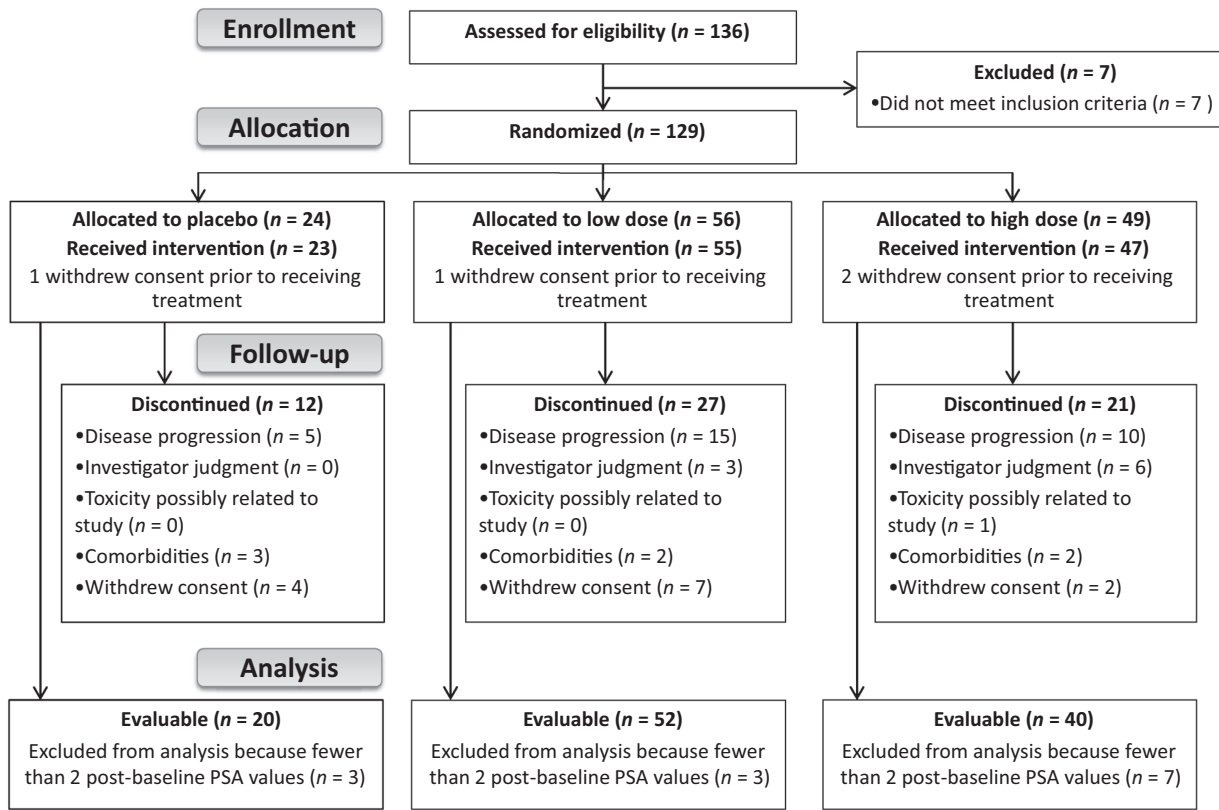 Enrollment
Assessed for eligibility (n = 136)
Excluded (n = 7)
•Did not meet inclusion criteria (n = 7 )
Allocation
Randomized (n = 129)
Allocated to placebo (n = 24)
Received intervention (n = 23)
1 withdrew consent prior to receiving
treatment
Allocated to low dose (n = 56)
Received intervention (n = 55)
1 withdrew consent prior to receiving
treatment
Allocated to high dose (n = 49)
Received intervention (n = 47)
2 withdrew consent prior to receiving
treatment
Follow-up
Discontinued (n = 12)
•Disease progression (n = 5)
•Investigator judgment (n = 0)
•Toxicity possibly related to
study (n = 0)
•Comorbidities (n = 3)
•Withdrew consent (n = 4)
Discontinued (n = 27)
•Disease progression (n = 15)
•Investigator judgment (n = 3)
•Toxicity possibly related to
study (n = 0)
•Comorbidities (n = 2)
•Withdrew consent (n = 7)
Discontinued (n = 21)
•Disease progression (n = 10)
•Investigator judgment (n = 6)
•Toxicity possibly related to
study (n = 1)
•Comorbidities (n = 2)
•Withdrew consent (n = 2)
Analysis
Evaluable (n = 20)
Excluded from analysis because fewer
than 2 post-baseline PSA values (n = 3)
Evaluable (n = 52)
Excluded from analysis because fewer
than 2 post-baseline PSA values (n = 3)
Evaluable (n = 40)
Excluded from analysis because fewer
than 2 post-baseline PSA values (n = 7)